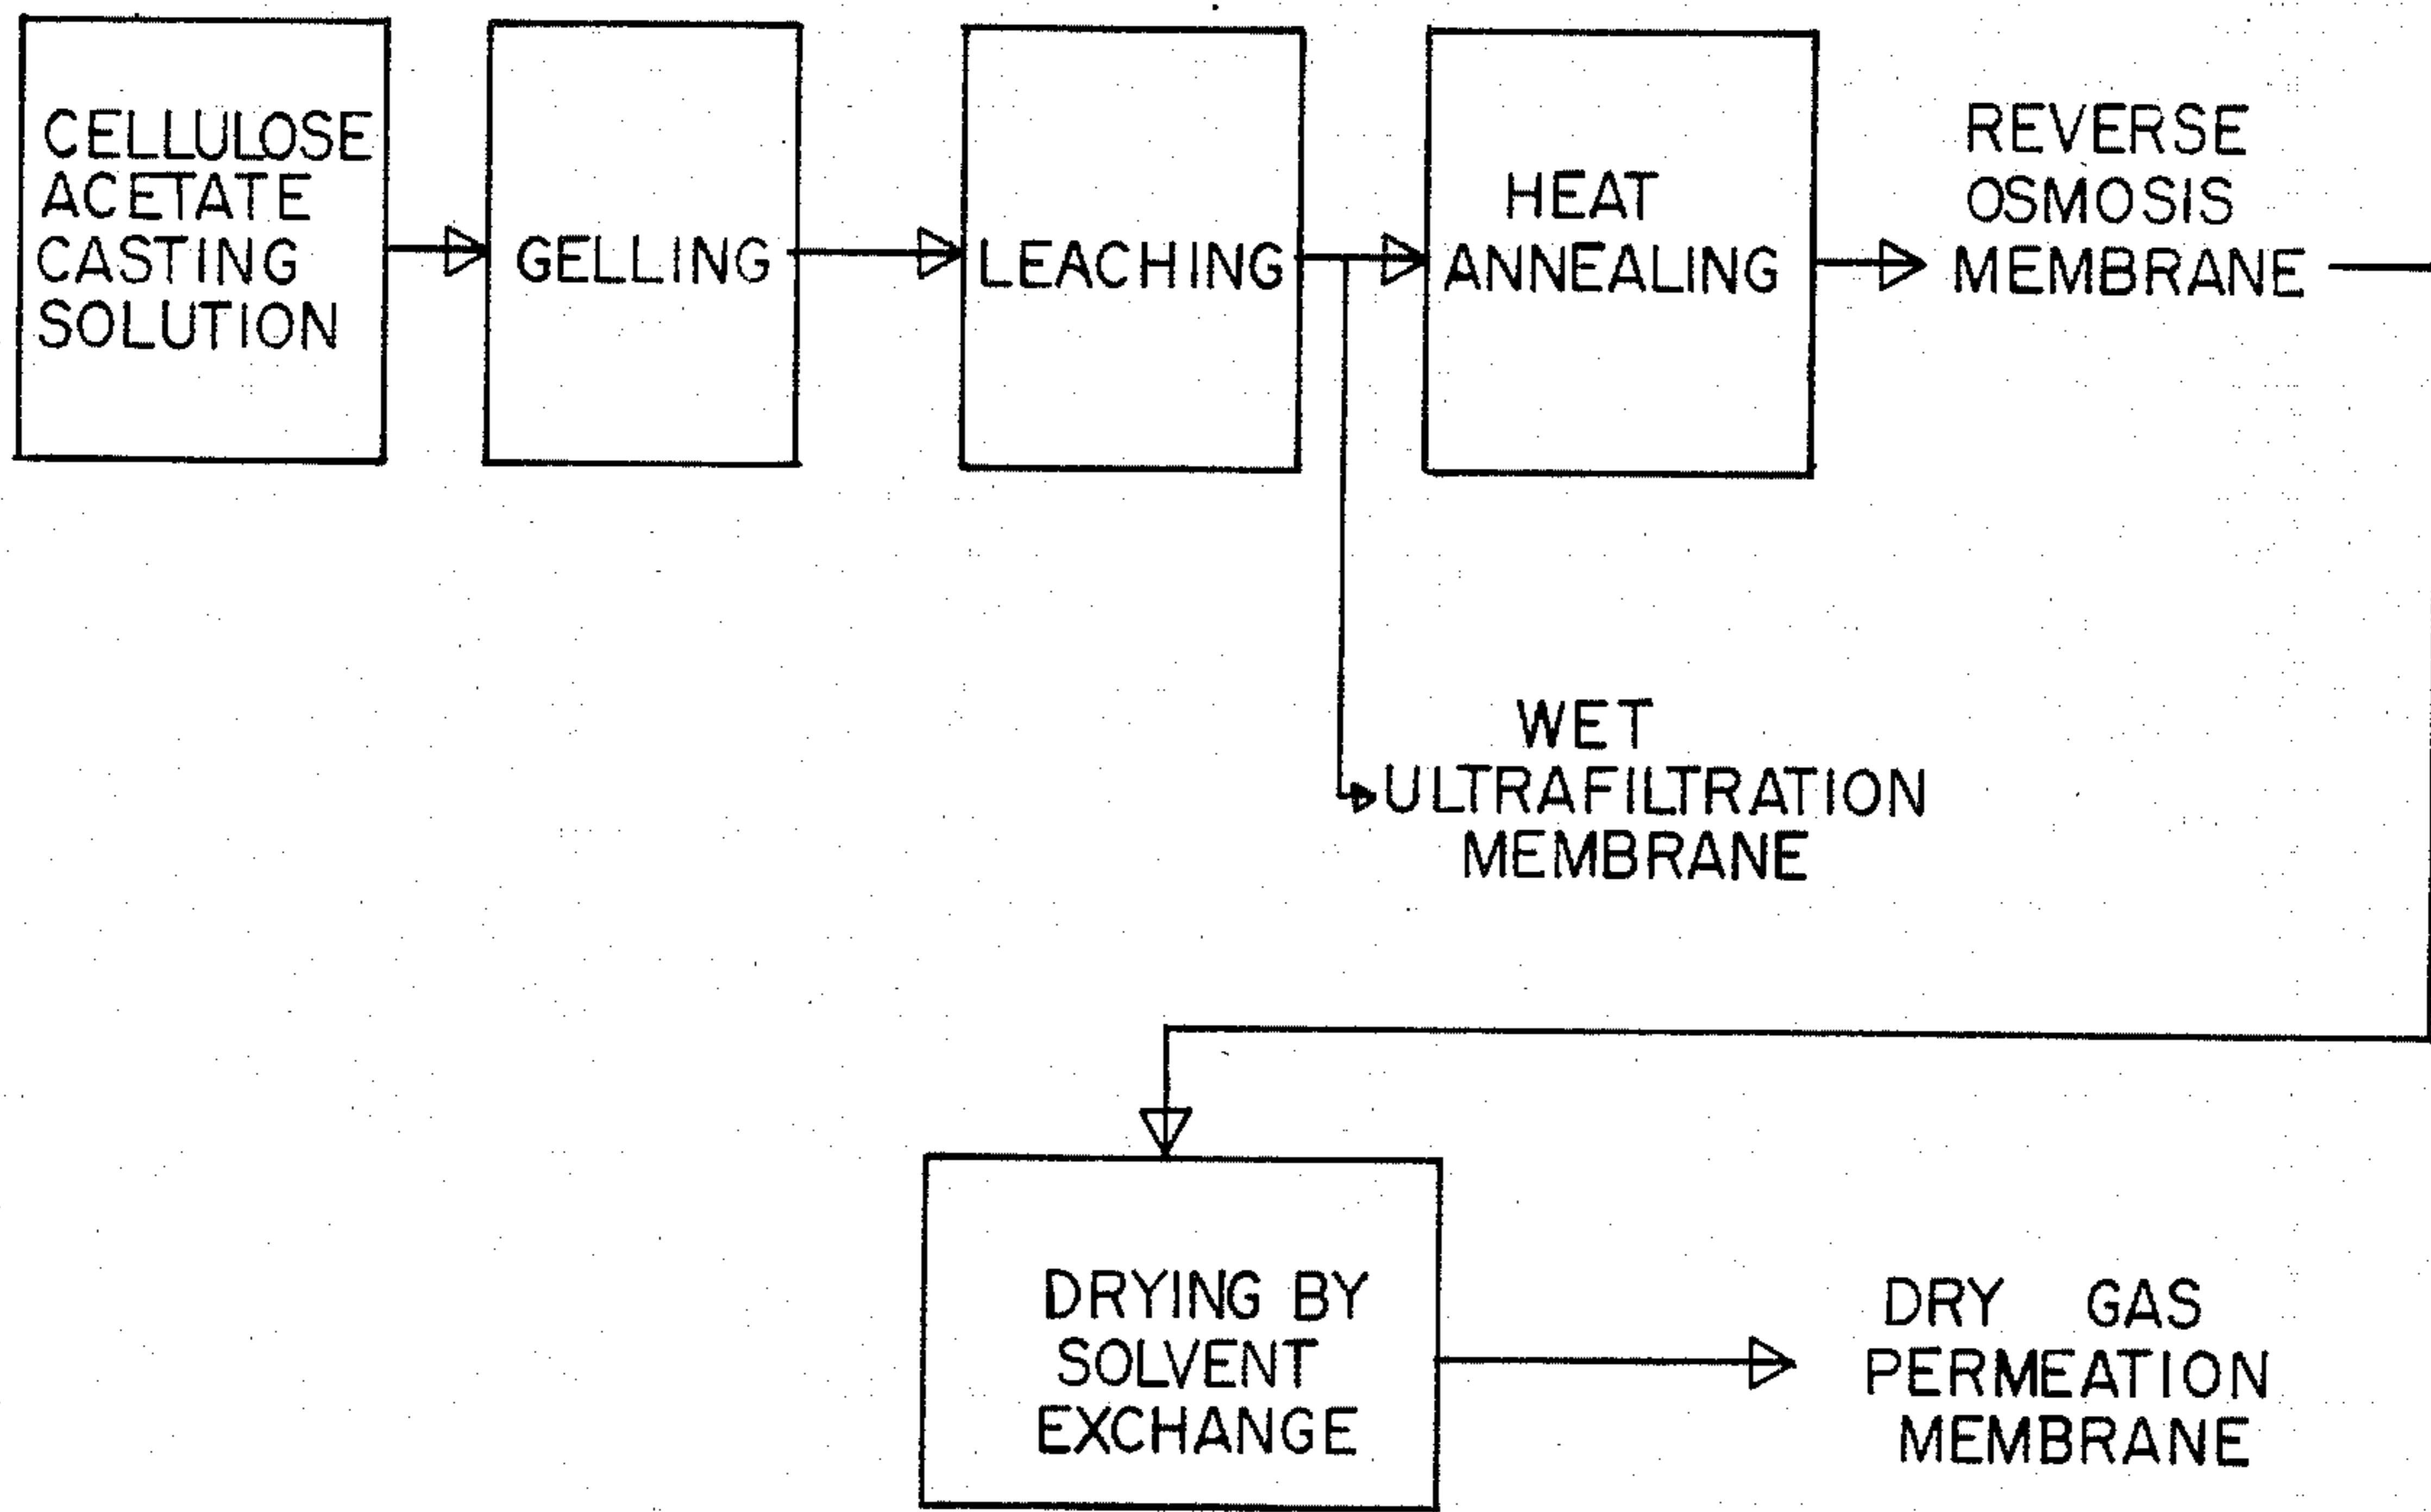 CELLULOSE
ACETATE
CASTING
SOLUTION
GELLING
LEACHING
HEAT
ANNEALING
REVERSE
OSMOSIS
MEMBRANE
WET
ULTRAFILTRATION
MEMBRANE
DRYING BY
SOLVENT
EXCHANGE
DRY GAS
PERMEATION
MEMBRANE